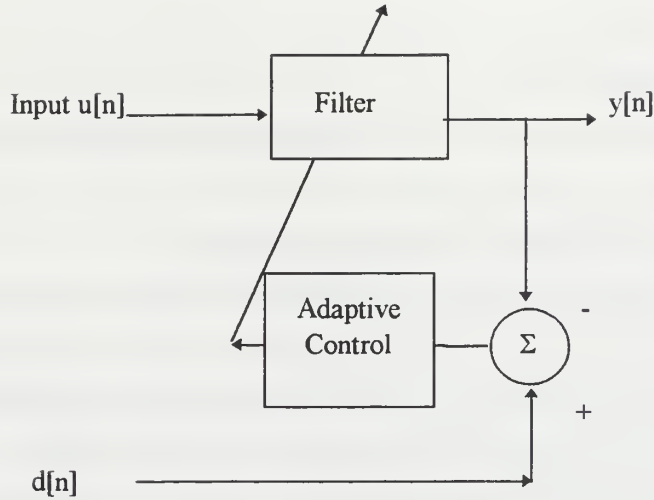 Input u[n]
Filter
y[n]
Adaptive
Control
-
Σ
+
d[n]